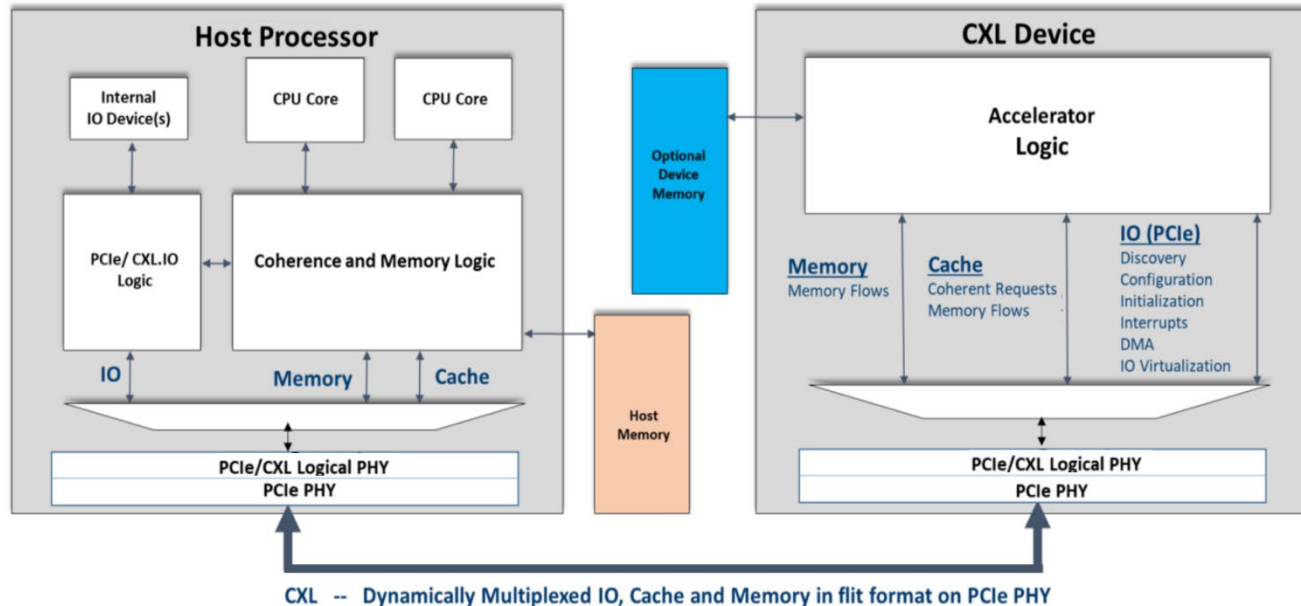 Host Processor
Internal
IO Device(s)
CPU Core
CPU Core
PCIe/ CXL.IO
Logic
Coherence and Memory Logic
IO
Memory
Cache
PCIe/CXL Logical PHY
PCIe PHY
Optional
Device
Memory
Host
Memory
CXL Device
Accelerator
Logic
Memory
Memory Flows
Cache
Coherent Requests
Memory Flows
IO (PCIe)
Discovery
Configuration
Initialization
Interrupts
DMA
IO Virtualization
PCIe/CXL Logical PHY
PCIe PHY
CXL -- Dynamically Multiplexed IO, Cache and Memory in flit format on PCIe PHY